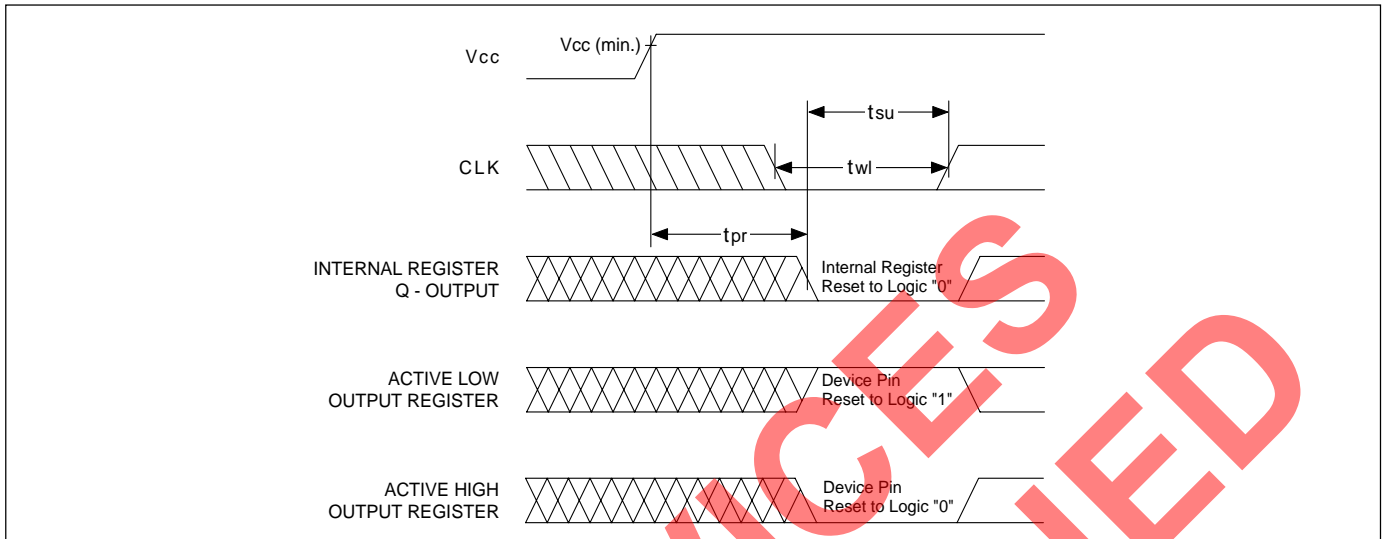 Vcc
Vcc (min.)
tsu
CLK
twl
tpr
INTERNAL REGISTER
Q - OUTPUT
Internal Register
Reset to Logic "0"
ACTIVE LOW
OUTPUT REGISTER
Device Pin
Reset to Logic "1"
ACTIVE HIGH
OUTPUT REGISTER
Device Pin
Reset to Logic "0"